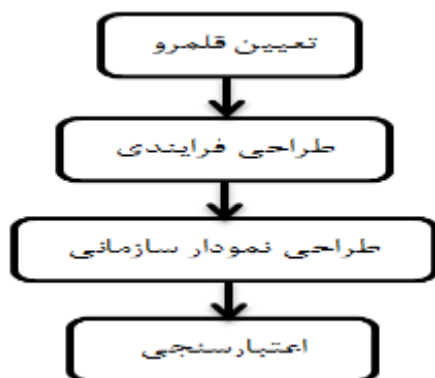 تعیین قلمرو
طراحی فرایندی
طراحی نمودار سازمانی
اعتبارسنجی